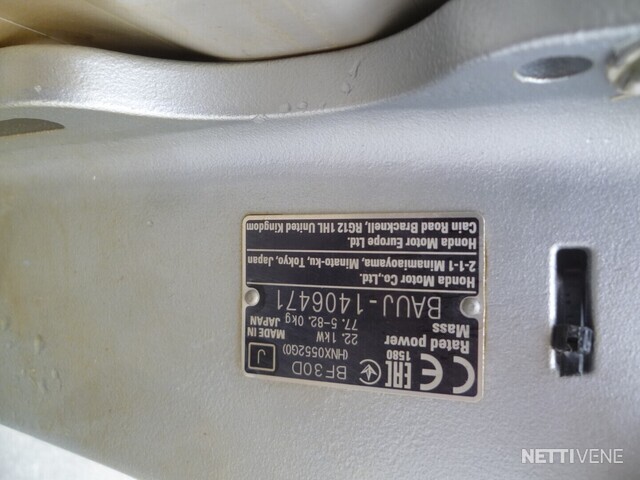 CE EAC BF30D J
1580 (HNX0552G0)
Rated power 22.1kW MADE IN
Mass 77.5-82.0kg JAPAN
BAUJ-1406471
Honda Motor Co.,Ltd.
2-1-1 Minamiaoyama, Minato-ku, Tokyo, Japan
Honda Motor Europe Ltd.
Cain Road Bracknell, RG12 1HL United Kingdom
NETTIVENE